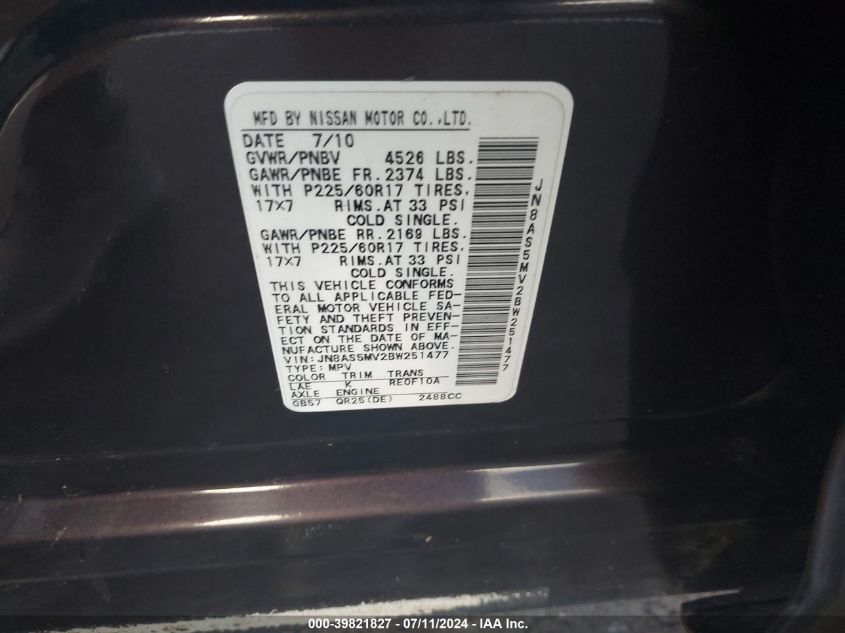 MFD BY NISSAN MOTOR CO.,LTD.
DATE 7/10
GVWR/PNBV 4526 LBS.
GAWR/PNBE FR. 2374 LBS.
WITH P225/60R17 TIRES,
17×7 RIMS.AT 33 PSI
COLD SINGLE.
GAWR/PNBE RR. 2169 LBS.
WITH P225/60R17 TIRES,
17×7 RIMS.AT 33 PSI
COLD SINGLE.
THIS VEHICLE CONFORMS
TO ALL APPLICABLE FED-
ERAL MOTOR VEHICLE SA-
FETY AND THEFT PREVEN-
TION STANDARDS IN EFF-
ECT ON THE DATE OF MA-
NUFACTURE SHOWN ABOVE.
VIN: JN8AS5MV2BW251477
TYPE: MPV
COLOR TRIM TRANS
LAE K RE0F10A
AXLE ENGINE
GB57 QR25(DE) 2488CC
JN8AS5MV2BW251477
000-39821827 - 07/11/2024 - IAA Inc.